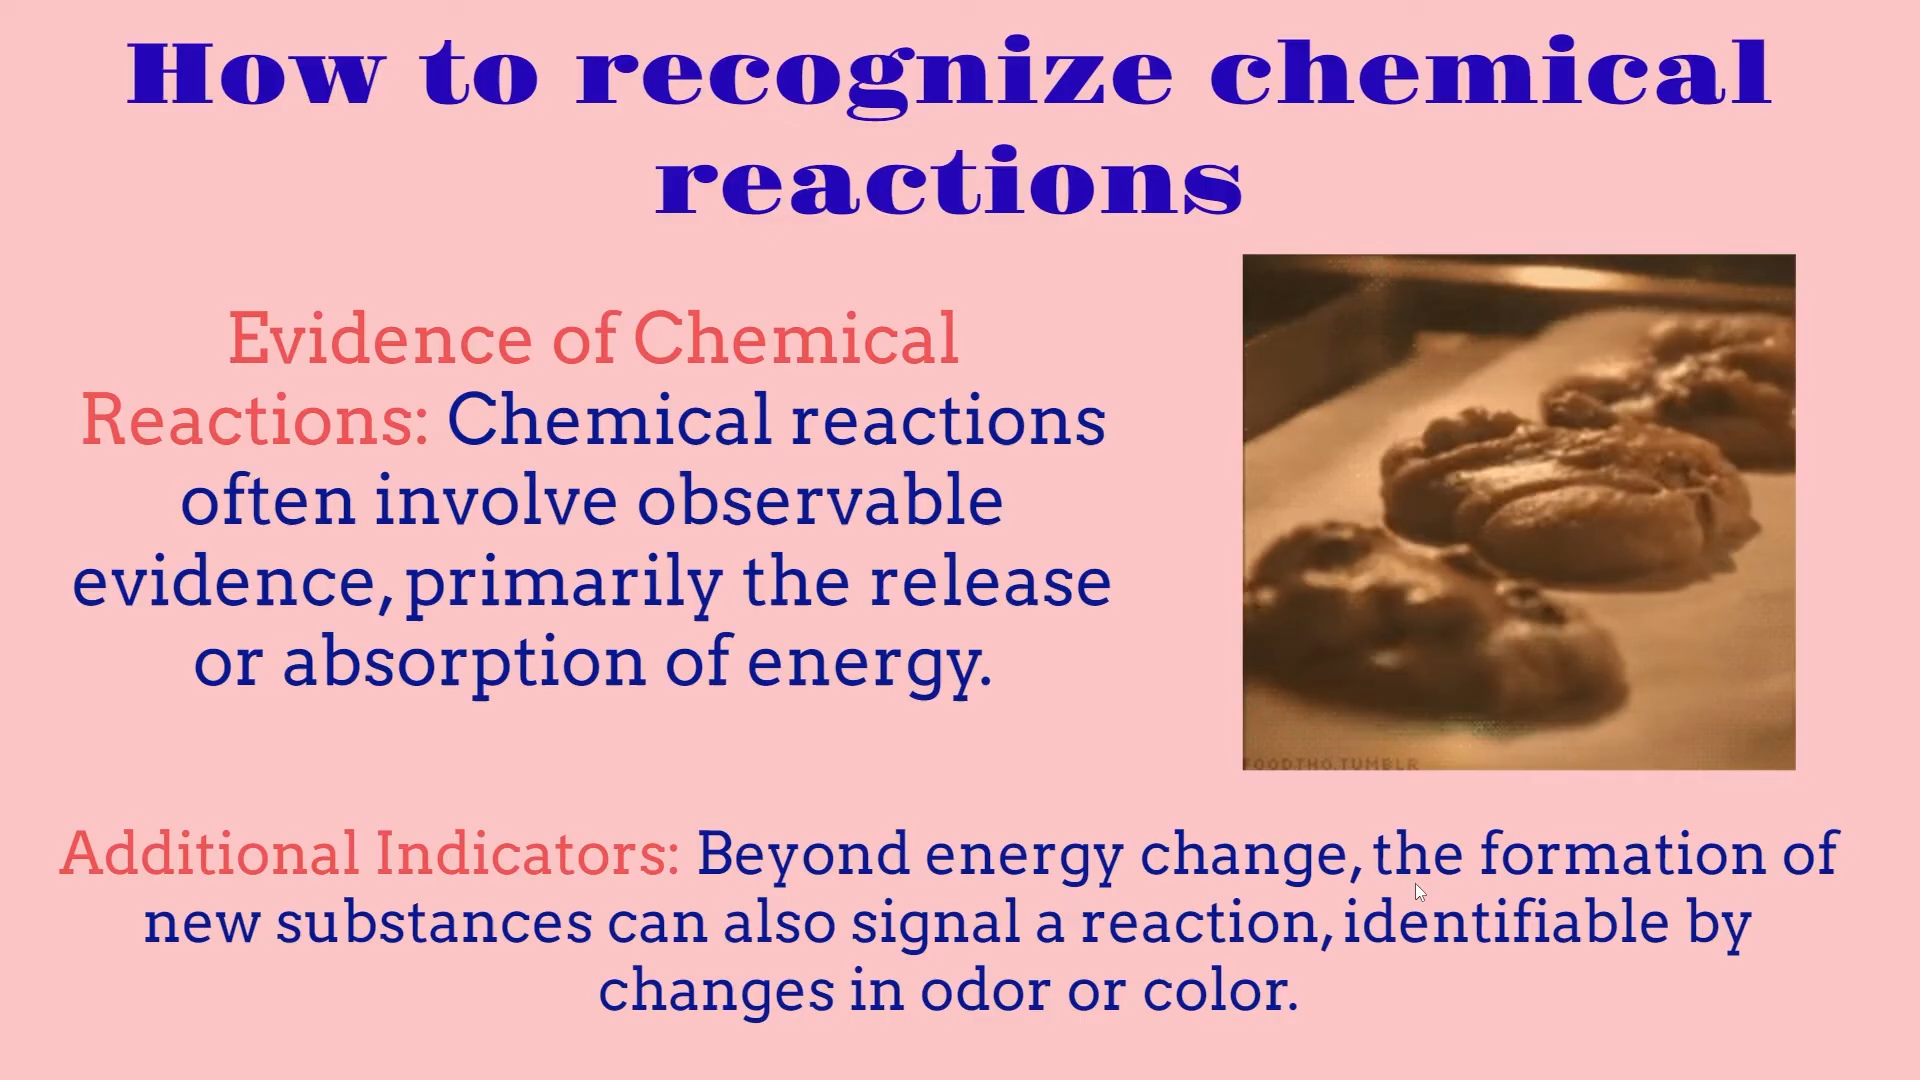 How to recognize chemical
reactions
Evidence of Chemical
Reactions: Chemical reactions
often involve observable
evidence, primarily the release
or absorption of energy.
FOODTHO.TUMBLR
Additional Indicators: Beyond energy change, the formation of
new substances can also signal a reaction, identifiable by
changes in odor or color.